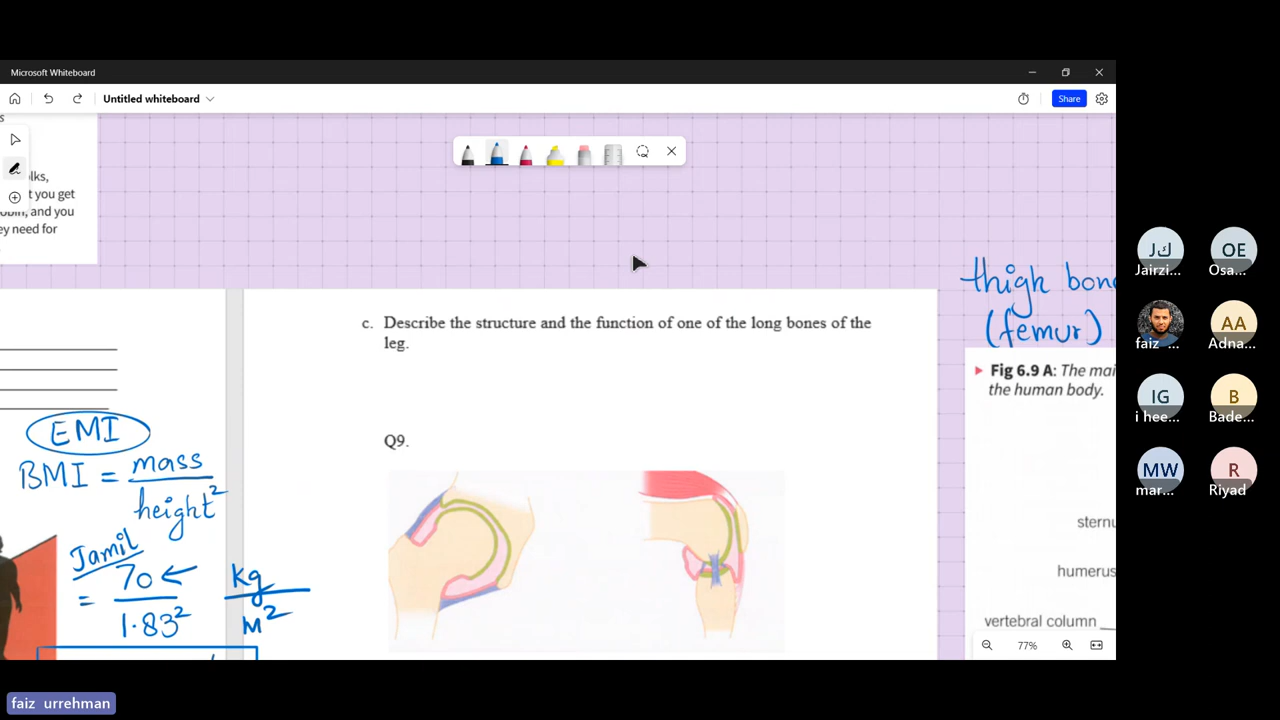 Microsoft Whiteboard
Untitled whiteboard
Share
s
olks,
t you get
, and you
ey need for
thigh bone
(femur)
c. Describe the structure and the function of one of the long bones of the
leg.
Fig 6.9 A: The mai
the human body.
EMI
BMI = mass
height²
Q9.
Jamil
= 70
1.83²
kg
M²
sternu
humerus
vertebral column
77%
Jairzi...
OE
Osa...
faiz ...
AA
Adna...
IG
i hee...
B
Bade...
MW
mar...
R
Riyad
faiz urrehman